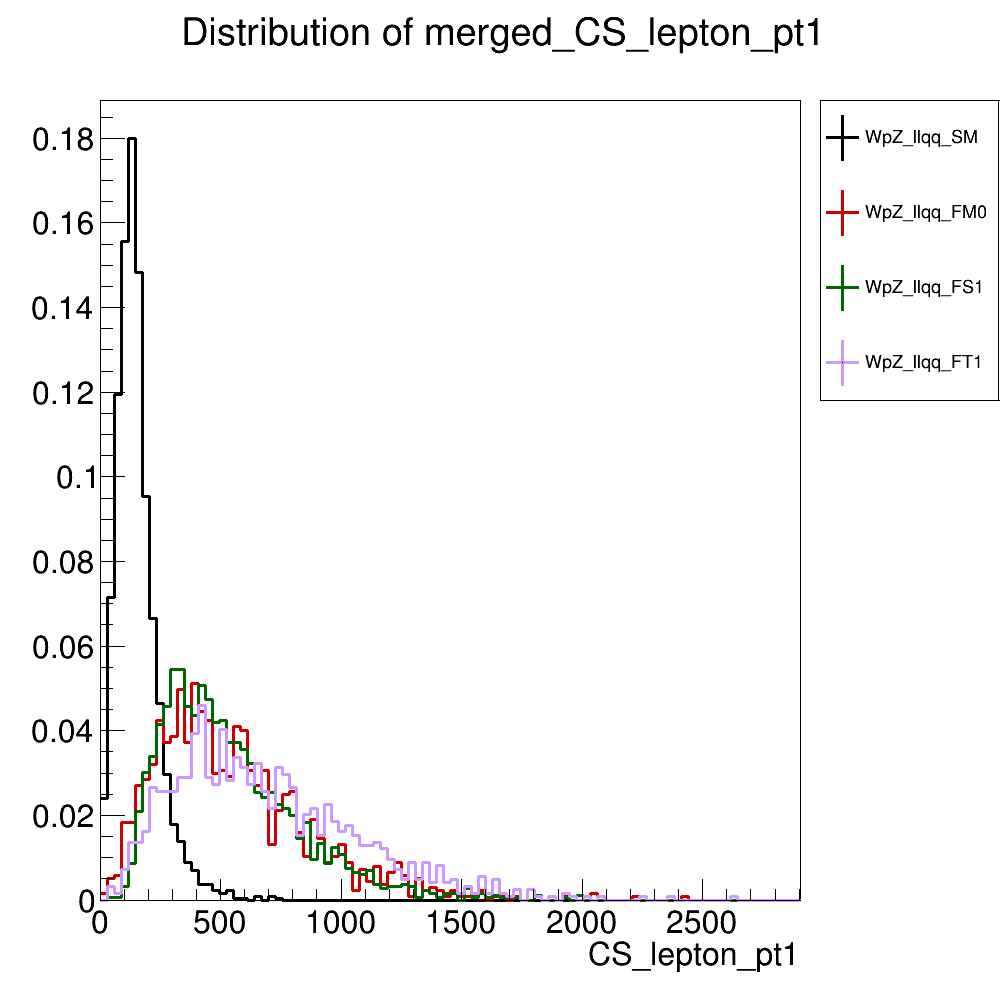 Distribution of merged_CS_lepton_pt1
0.18
0.16
0.14
0.12
0.1
0.08
0.06
0.04
0.02
0
0 500 1000 1500 2000 2500
CS_lepton_pt1
WpZ_llqq_SM
WpZ_llqq_FM0
WpZ_llqq_FS1
WpZ_llqq_FT1